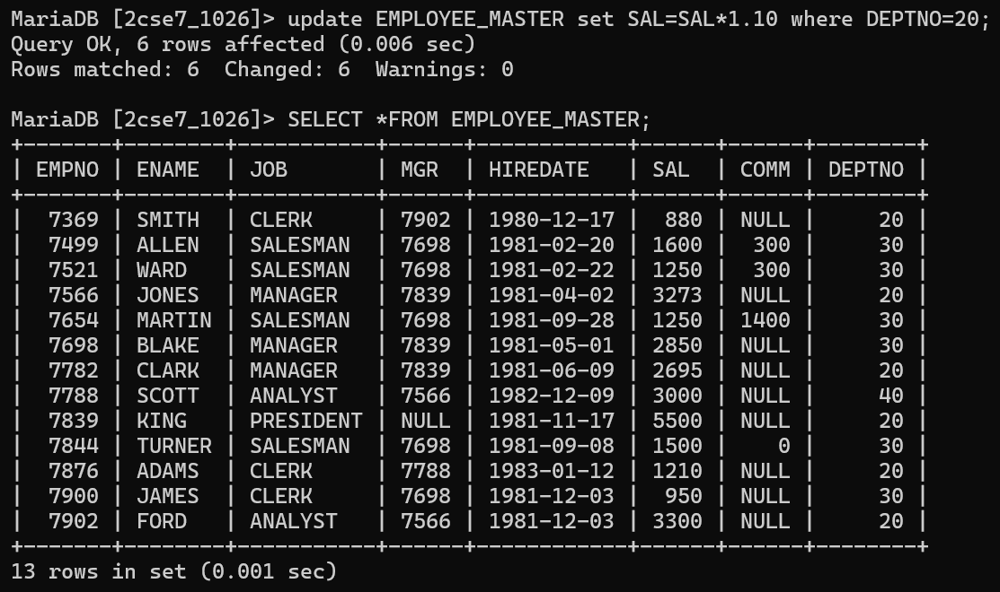 MariaDB [2cse7_1026]> update EMPLOYEE_MASTER set SAL=SAL*1.10 where DEPTNO=20;
Query OK, 6 rows affected (0.006 sec)
Rows matched: 6  Changed: 6  Warnings: 0

MariaDB [2cse7_1026]> SELECT *FROM EMPLOYEE_MASTER;
+-------+--------+-----------+------+------------+------+------+--------+
| EMPNO | ENAME  | JOB       | MGR  | HIREDATE   | SAL  | COMM | DEPTNO |
+-------+--------+-----------+------+------------+------+------+--------+
|  7369 | SMITH  | CLERK     | 7902 | 1980-12-17 |  880 | NULL |     20 |
|  7499 | ALLEN  | SALESMAN  | 7698 | 1981-02-20 | 1600 |  300 |     30 |
|  7521 | WARD   | SALESMAN  | 7698 | 1981-02-22 | 1250 |  300 |     30 |
|  7566 | JONES  | MANAGER   | 7839 | 1981-04-02 | 3273 | NULL |     20 |
|  7654 | MARTIN | SALESMAN  | 7698 | 1981-09-28 | 1250 | 1400 |     30 |
|  7698 | BLAKE  | MANAGER   | 7839 | 1981-05-01 | 2850 | NULL |     30 |
|  7782 | CLARK  | MANAGER   | 7839 | 1981-06-09 | 2695 | NULL |     20 |
|  7788 | SCOTT  | ANALYST   | 7566 | 1982-12-09 | 3000 | NULL |     40 |
|  7839 | KING   | PRESIDENT | NULL | 1981-11-17 | 5500 | NULL |     20 |
|  7844 | TURNER | SALESMAN  | 7698 | 1981-09-08 | 1500 |    0 |     30 |
|  7876 | ADAMS  | CLERK     | 7788 | 1983-01-12 | 1210 | NULL |     20 |
|  7900 | JAMES  | CLERK     | 7698 | 1981-12-03 |  950 | NULL |     30 |
|  7902 | FORD   | ANALYST   | 7566 | 1981-12-03 | 3300 | NULL |     20 |
+-------+--------+-----------+------+------------+------+------+--------+
13 rows in set (0.001 sec)